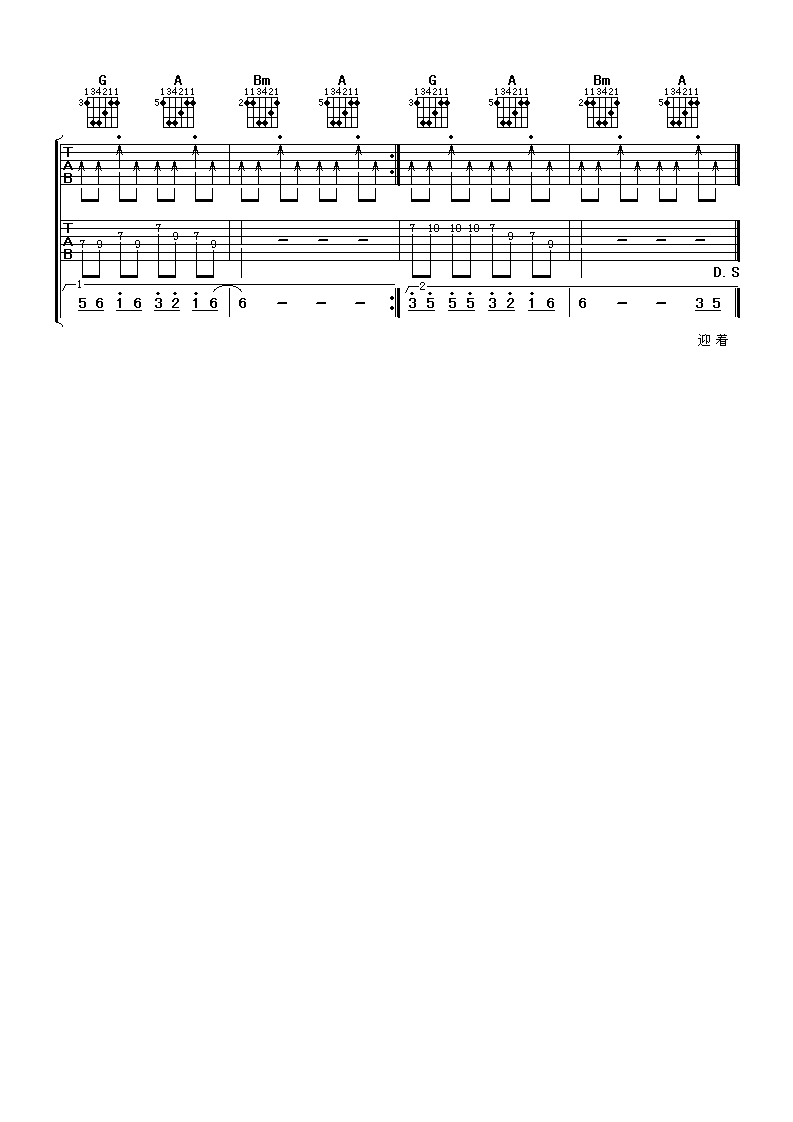 G A Bm A G A Bm A
134211 134211 113421 134211 134211 134211 113421 134211
3 5 2 5 3 5 2 5
T
A
B
T 7 7 7 10 10 10 7
A 7 9 9 9 9 9 7 9
B
D.S
1 2
5 6 1 6 3 2 1 6 6 - - - 3 5 5 5 3 2 1 6 6 - - 3 5
迎 着